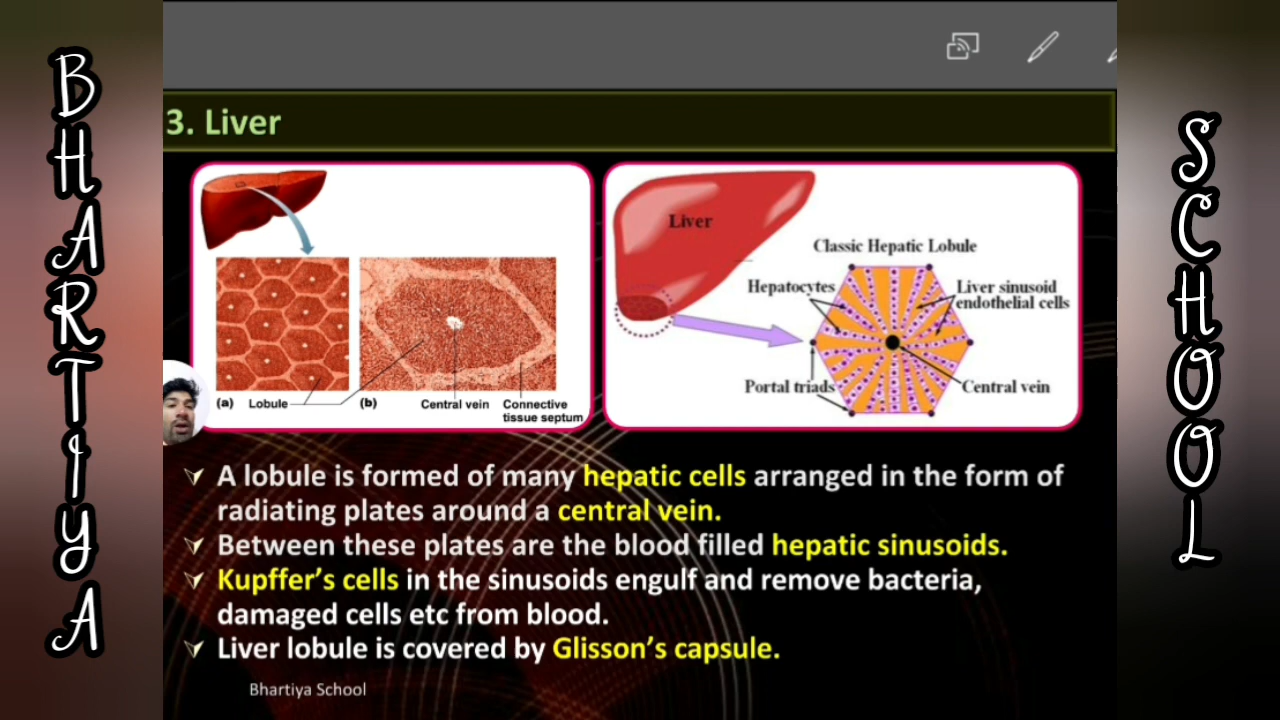 BHARTIYA
SCHOOL
3. Liver
(a) Lobule
(b) Central vein Connective
tissue septum
Liver
Classic Hepatic Lobule
Hepatocytes
Liver sinusoid
endothelial cells
Portal triads
Central vein
A lobule is formed of many hepatic cells arranged in the form of
radiating plates around a central vein.
Between these plates are the blood filled hepatic sinusoids.
Kupffer's cells in the sinusoids engulf and remove bacteria,
damaged cells etc from blood.
Liver lobule is covered by Glisson's capsule.
Bhartiya School